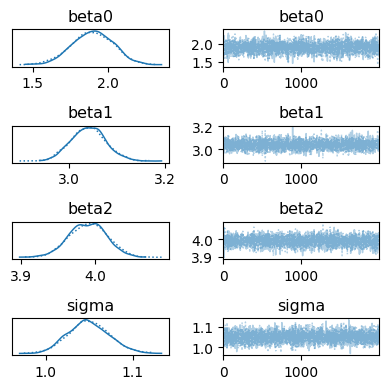 beta0 beta0
2.0
1.5
1.5 2.0 0 1000
beta1 beta1
3.2
3.0
3.0 3.2 0 1000
beta2 beta2
4.0
3.9
3.9 4.0 0 1000
sigma sigma
1.1
1.0
1.0 1.1 0 1000